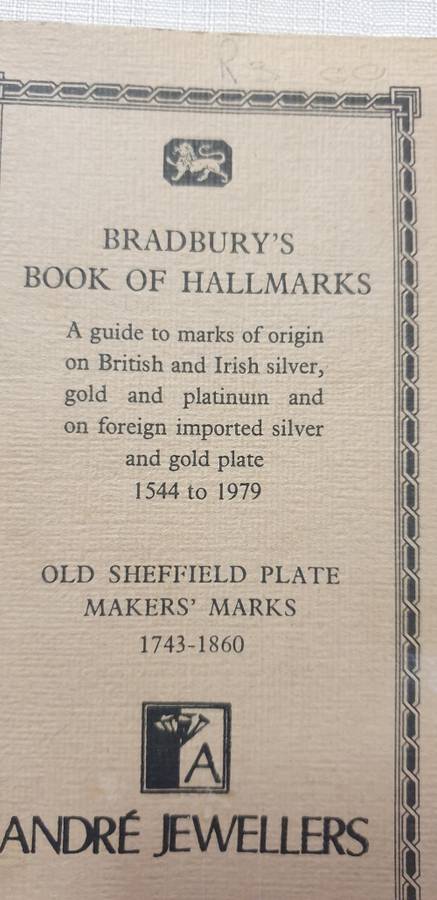 BRADBURY'S
BOOK OF HALLMARKS
A guide to marks of origin
on British and Irish silver,
gold and platinum and
on foreign imported silver
and gold plate
1544 to 1979
OLD SHEFFIELD PLATE
MAKERS' MARKS
1743-1860
A
ANDRÉ JEWELLERS